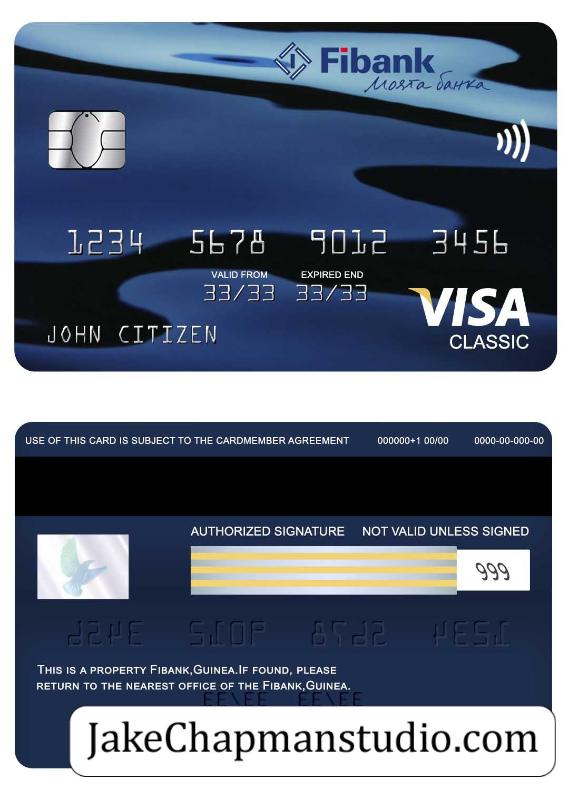 Fibank
Моята банка
1234 5678 9012 3456
VALID FROM EXPIRED END
33/33 33/33
JOHN CITIZEN
VISA
CLASSIC
USE OF THIS CARD IS SUBJECT TO THE CARDMEMBER AGREEMENT 000000+1 00/00 0000-00-000-00
AUTHORIZED SIGNATURE NOT VALID UNLESS SIGNED
999
THIS IS A PROPERTY FIBANK,GUINEA.IF FOUND, PLEASE
RETURN TO THE NEAREST OFFICE OF THE FIBANK,GUINEA.
JakeChapmanstudio.com